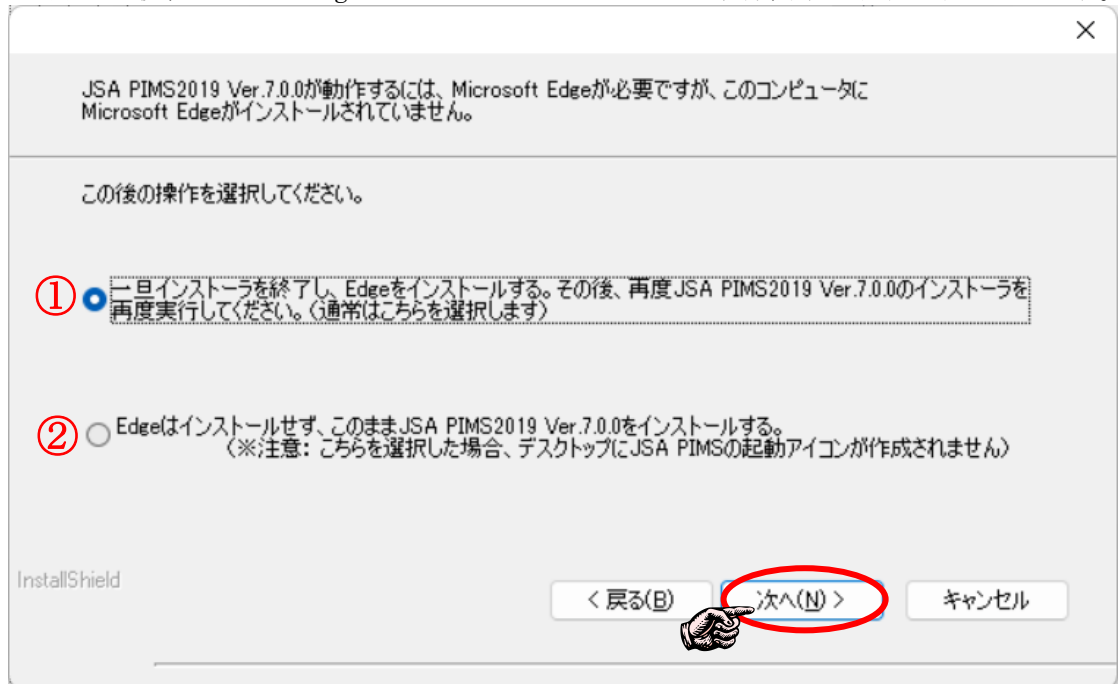 JSA PIMS2019 Ver.7.0.0が動作するには、Microsoft Edgeが必要ですが、このコンピュータに
Microsoft Edgeがインストールされていません。
この後の操作を選択してください。
① 一旦インストーラを終了し、Edgeをインストールする。その後、再度JSA PIMS2019 Ver.7.0.0のインストーラを
再度実行してください。(通常はこちらを選択します)
② Edgeはインストールせず、このままJSA PIMS2019 Ver.7.0.0をインストールする。
(※注意: こちらを選択した場合、デスクトップにJSA PIMSの起動アイコンが作成されません)
InstallShield
< 戻る(B) 次へ(N) > キャンセル